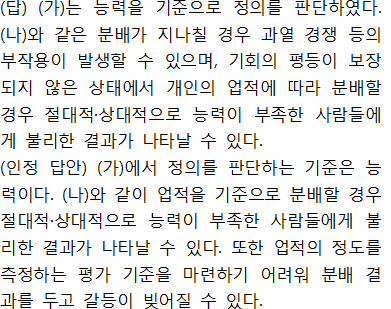 (답) (가)는 능력을 기준으로 정의를 판단하였다.
(나)와 같은 분배가 지나칠 경우 과열 경쟁 등의
부작용이 발생할 수 있으며, 기회의 평등이 보장
되지 않은 상태에서 개인의 업적에 따라 분배할
경우 절대적·상대적으로 능력이 부족한 사람들에
게 불리한 결과가 나타날 수 있다.
(인정 답안) (가)에서 정의를 판단하는 기준은 능
력이다. (나)와 같이 업적을 기준으로 분배할 경우
절대적·상대적으로 능력이 부족한 사람들에게 불
리한 결과가 나타날 수 있다. 또한 업적의 정도를
측정하는 평가 기준을 마련하기 어려워 분배 결
과를 두고 갈등이 빚어질 수 있다.